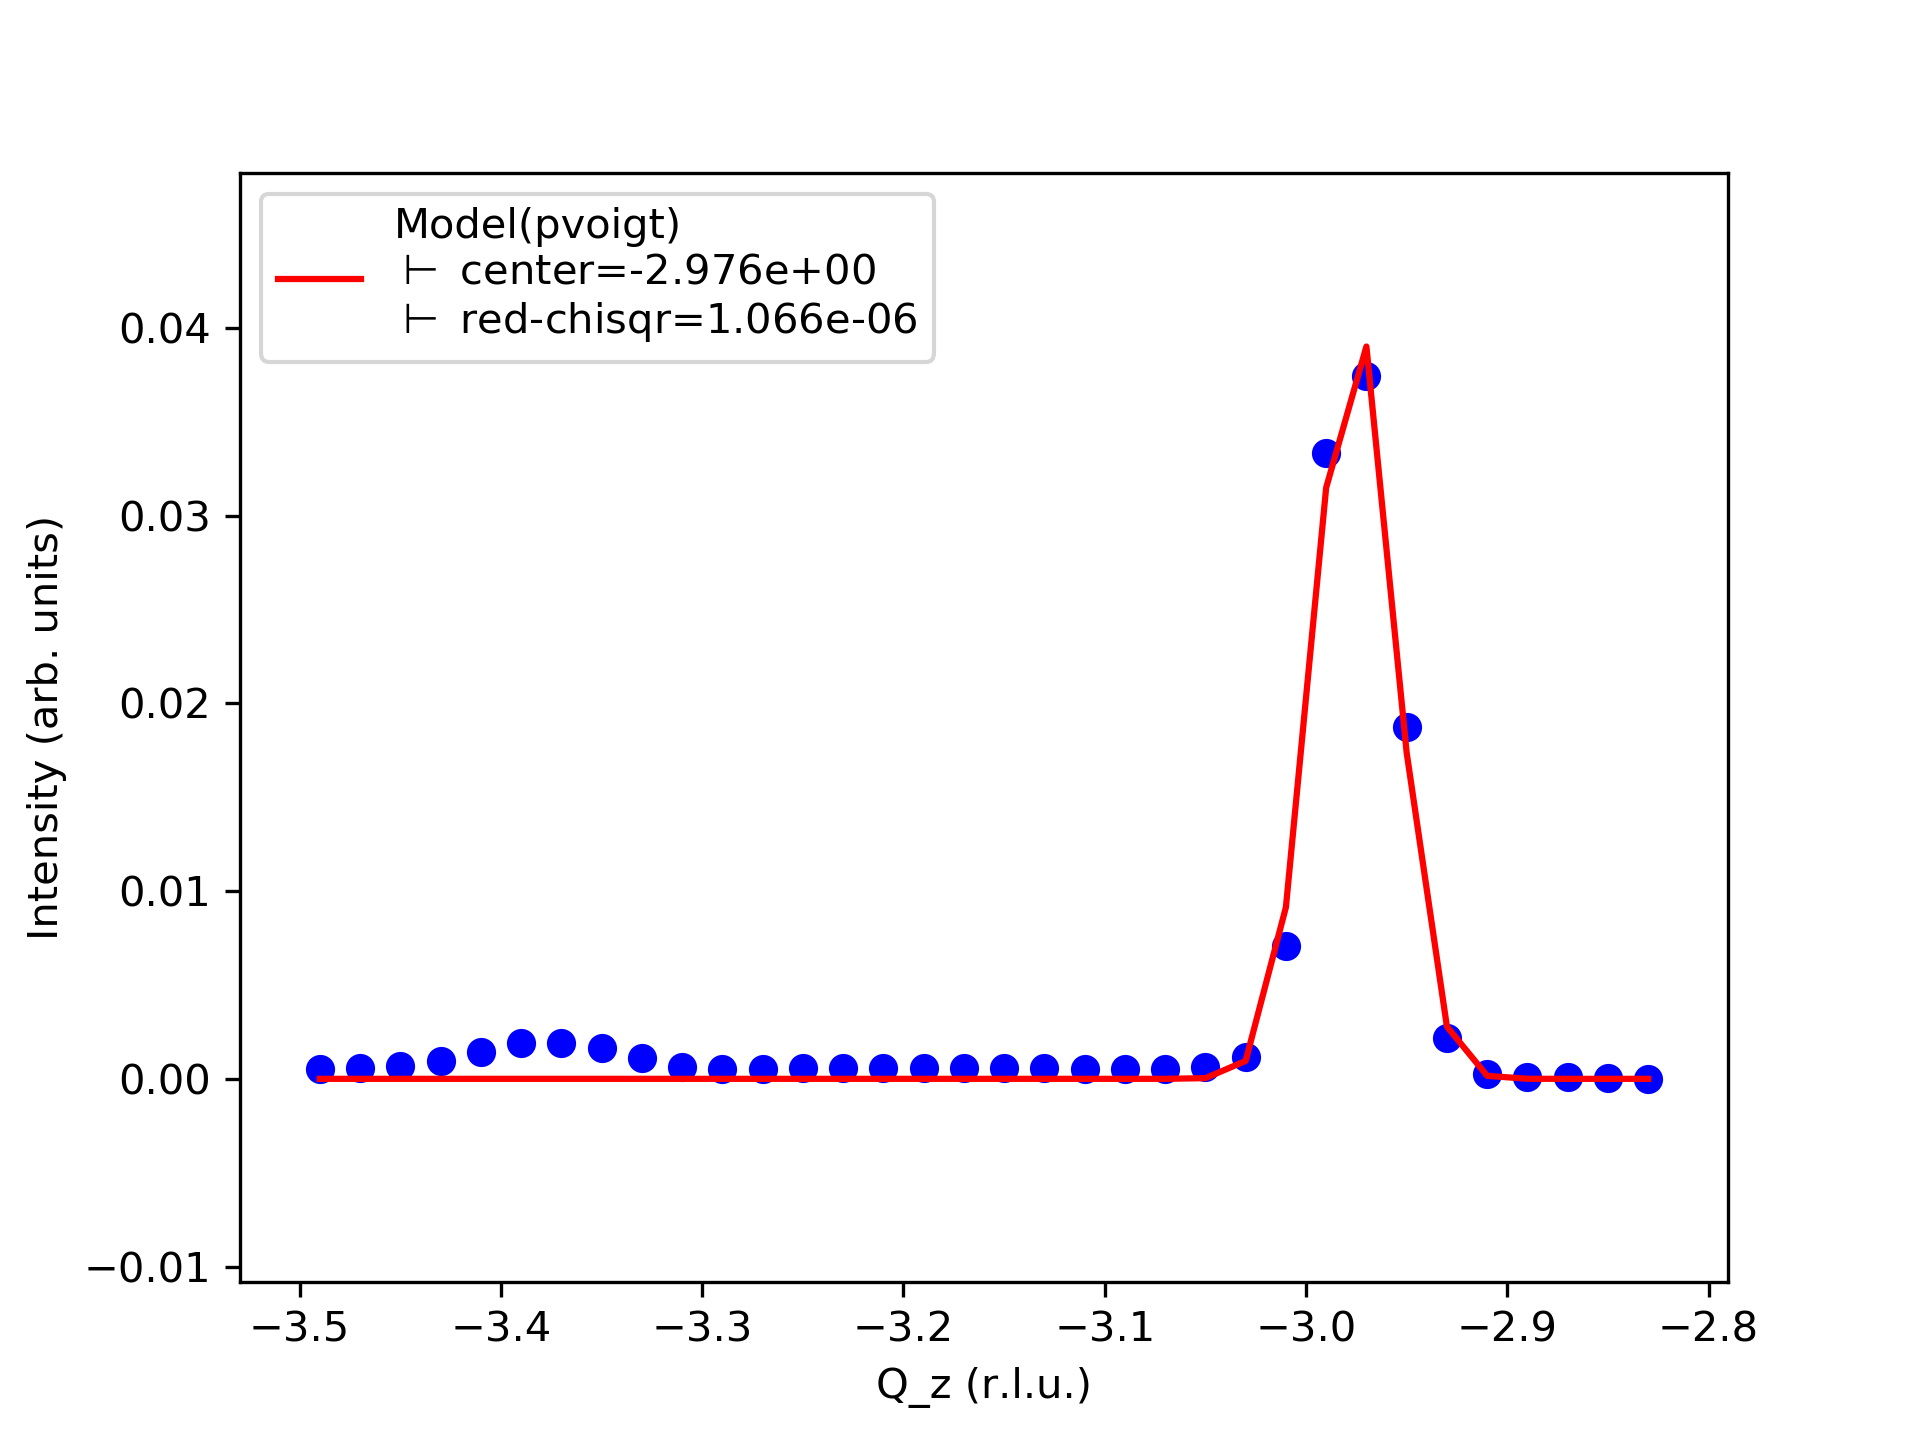 Model(pvoigt)
⊢ center=-2.976e+00
⊢ red-chisqr=1.066e-06
0.04
0.03
0.02
0.01
0.00
−0.01
Intensity (arb. units)
−3.5 −3.4 −3.3 −3.2 −3.1 −3.0 −2.9 −2.8
Q_z (r.l.u.)